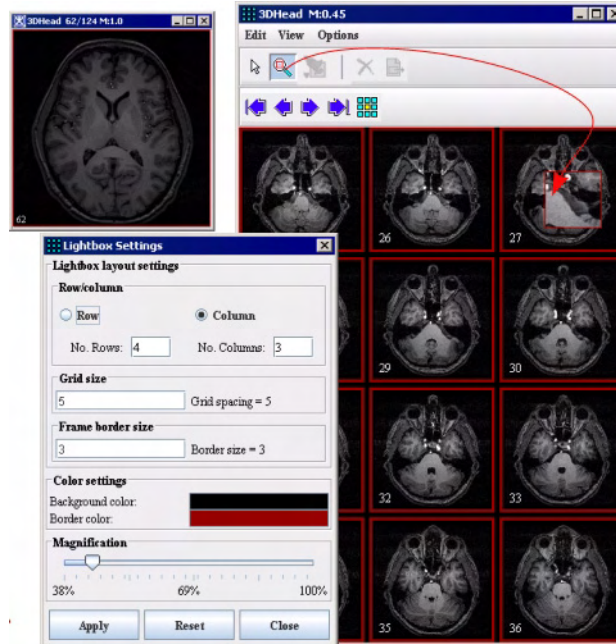 3DHead 62/124 M:1.0
62
3DHead M:0.45
Edit View Options
26
27
29
30
32
33
35
36
Lightbox Settings
Lightbox layout settings
Row/column
Row
Column
No. Rows: 4
No. Columns: 3
Grid size
5
Grid spacing = 5
Frame border size
3
Border size = 3
Color settings
Background color:
Border color:
Magnification
38% 69% 100%
Apply Reset Close